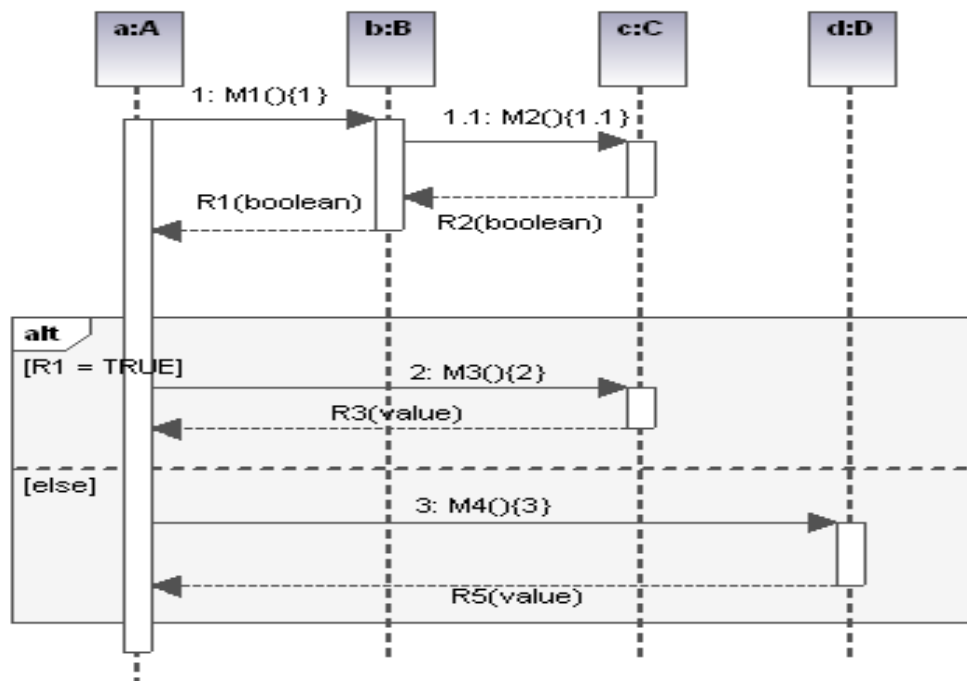 a:A
b:B
c:C
d:D
1: M1(){1}
1.1: M2(){1.1}
R1(boolean)
R2(boolean)
alt
[R1 = TRUE]
2: M3(){2}
R3(value)
[else]
3: M4(){3}
R5(value)